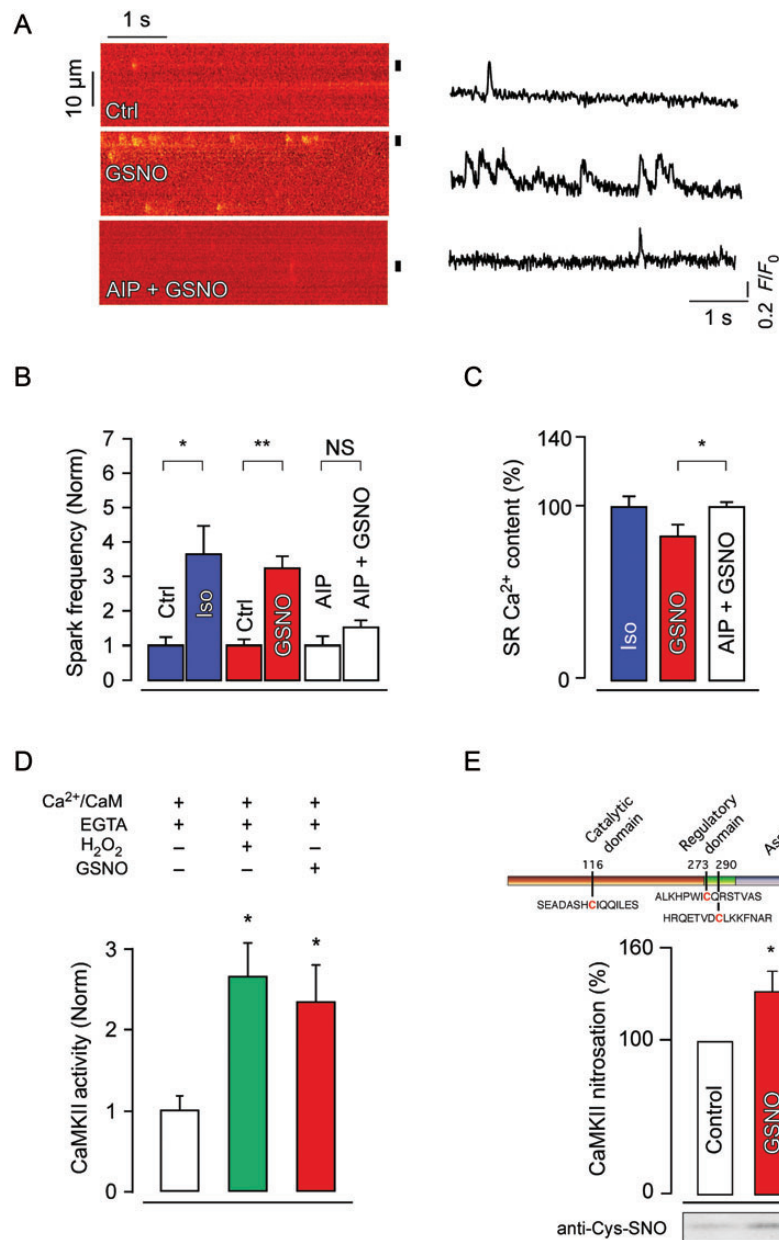 A
1 s
10 µm
Ctrl
GSNO
AIP + GSNO
0.2 F/F0
1 s
B
Spark frequency (Norm)
7
6
5
4
3
2
1
0
*
**
NS
Ctrl
Iso
Ctrl
GSNO
AIP
AIP + GSNO
C
SR Ca²⁺ content (%)
140
100
0
*
Iso
GSNO
AIP + GSNO
D
Ca²⁺/CaM + + +
EGTA + + +
H₂O₂ – + –
GSNO – – +
CaMKII activity (Norm)
3
2
1
0
*
*
E
Catalytic domain
Regulatory domain
Ass
116
273 290
SEADASHCIQQILES
ALKHPWICQRSTVAS
HRQETVDCLKKFNAR
CaMKII nitrosation (%)
160
100
0
*
Control
GSNO
anti-Cys-SNO